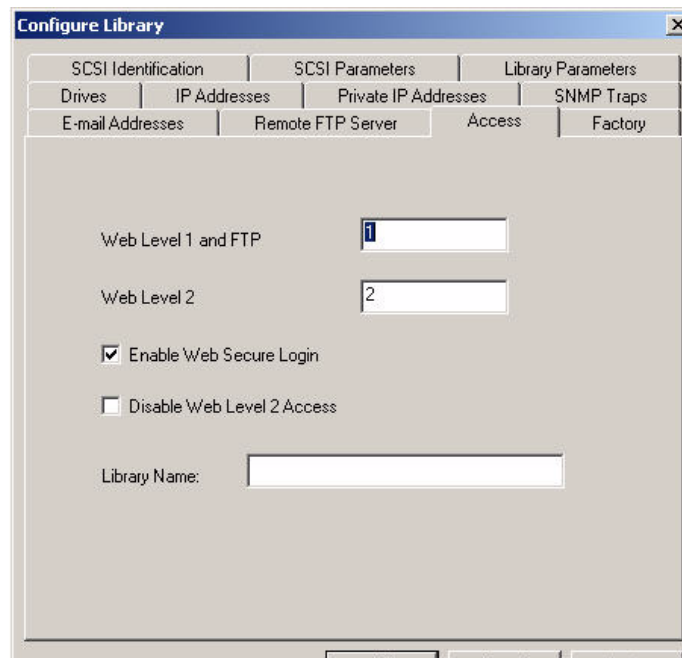 Configure Library
SCSI Identification SCSI Parameters Library Parameters
Drives IP Addresses Private IP Addresses SNMP Traps
E-mail Addresses Remote FTP Server Access Factory
Web Level 1 and FTP 1
Web Level 2 2
Enable Web Secure Login
Disable Web Level 2 Access
Library Name: